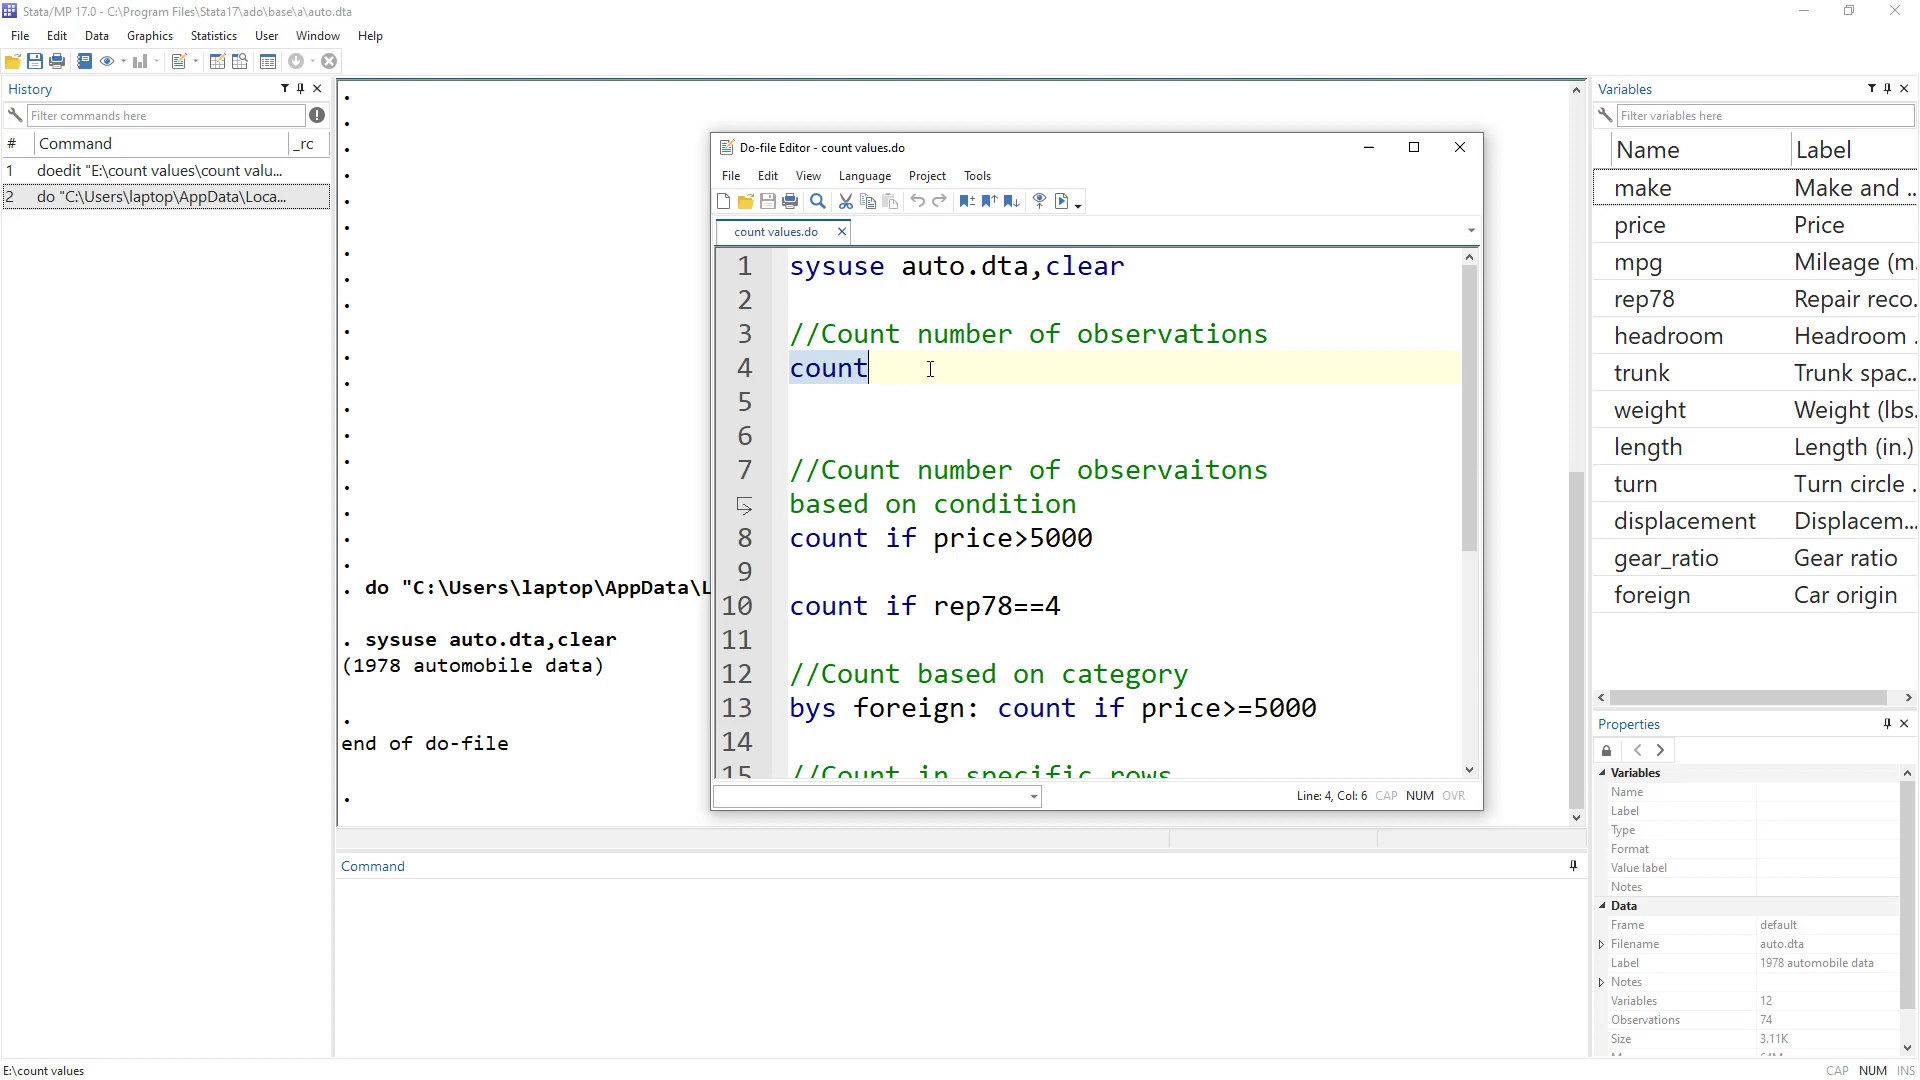 Stata/MP 17.0 - C:\Program Files\Stata17\ado\base\a\auto.dta
File Edit Data Graphics Statistics User Window Help
History
Filter commands here
# Command _rc
1 doedit "E:\count values\count valu...
2 do "C:\Users\laptop\AppData\Loca...
. do "C:\Users\laptop\AppData\L
. sysuse auto.dta,clear
(1978 automobile data)
.
end of do-file
.
Do-file Editor - count values.do
File Edit View Language Project Tools
count values.do
1 sysuse auto.dta,clear
2
3 //Count number of observations
4 count
5
6
7 //Count number of observaitons
based on condition
8 count if price>5000
9
10 count if rep78==4
11
12 //Count based on category
13 bys foreign: count if price>=5000
14
15 //Count in specific rows
Line: 4, Col: 6 CAP NUM OVR
Command
Variables
Filter variables here
Name Label
make Make and ...
price Price
mpg Mileage (m...
rep78 Repair reco...
headroom Headroom ...
trunk Trunk spac...
weight Weight (lbs...
length Length (in.)
turn Turn circle ...
displacement Displacem...
gear_ratio Gear ratio
foreign Car origin
Properties
Variables
Name
Label
Type
Format
Value label
Notes
Data
Frame default
Filename auto.dta
Label 1978 automobile data
Notes
Variables 12
Observations 74
Size 3.11K
E:\count values
CAP NUM INS